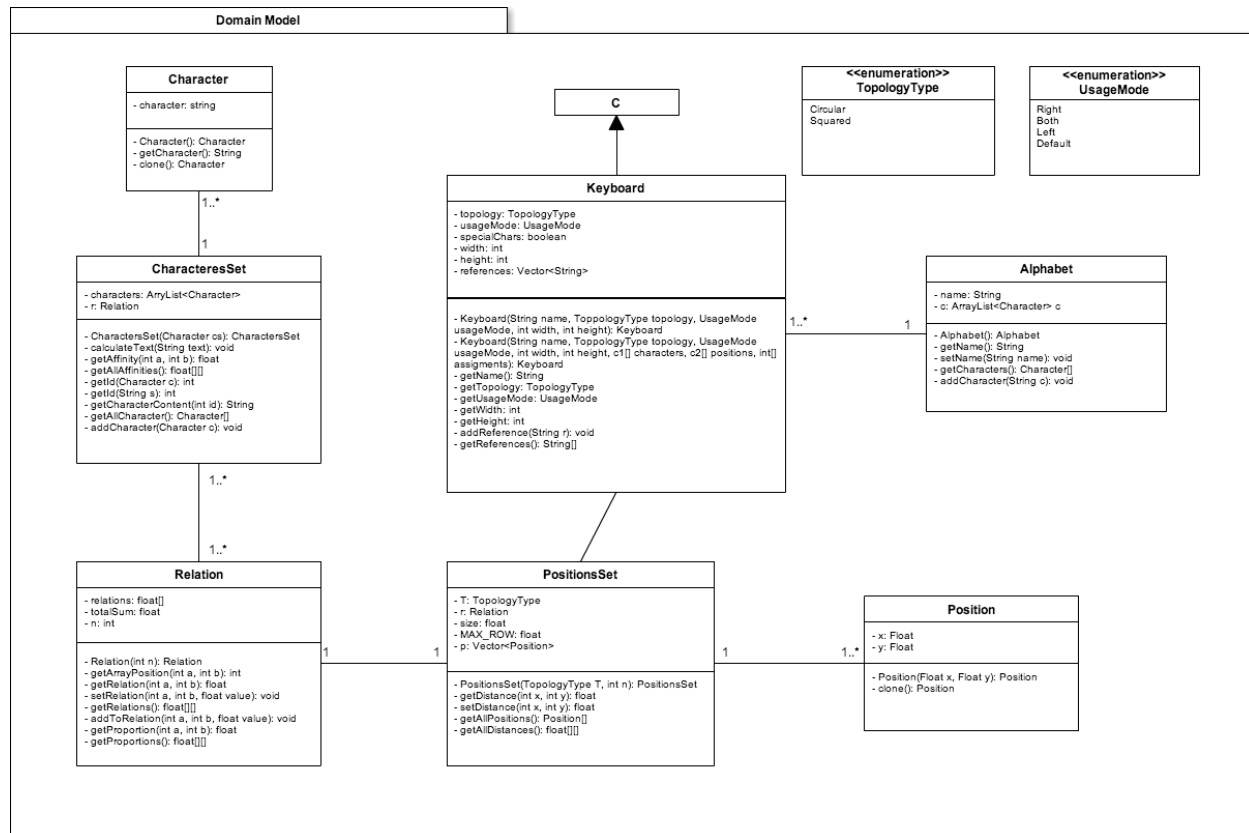 Domain Model
Character
- character: string
- Character(): Character
- getCharacter(): String
- clone(): Character
1..*
1
CharacteresSet
- characters: ArryList<Character>
- r: Relation
- CharactersSet(Character cs): CharactersSet
- calculateText(String text): void
- getAffinity(int a, int b): float
- getAllAffinities(): float[][]
- getId(Character c): int
- getId(String s): int
- getCharacterContent(int id): String
- getAllCharacter(): Character[]
- addCharacter(Character c): void
1..*
1..*
Relation
- relations: float[]
- totalSum: float
- n: int
- Relation(int n): Relation
- getArrayPosition(int a, int b): int
- getRelation(int a, int b): float
- setRelation(int a, int b, float value): void
- getRelations(): float[][]
- addToRelation(int a, int b, float value): void
- getProportion(int a, int b): float
- getProportions(): float[][]
1
1
C
Keyboard
- topology: TopologyType
- usageMode: UsageMode
- specialChars: boolean
- width: int
- height: int
- references: Vector<String>
- Keyboard(String name, ToppologyType topology, UsageMode
usageMode, int width, int height): Keyboard
- Keyboard(String name, ToppologyType topology, UsageMode
usageMode, int width, int height, c1[] characters, c2[] positions, int[]
assigments): Keyboard
- getName(): String
- getTopology: TopologyType
- getUsageMode: UsageMode
- getWidth: int
- getHeight: int
- addReference(String r): void
- getReferences(): String[]
1..*
1
PositionsSet
- T: TopologyType
- r: Relation
- size: float
- MAX_ROW: float
- p: Vector<Position>
- PositionsSet(TopologyType T, int n): PositionsSet
- getDistance(int x, int y): float
- setDistance(int x, int y): float
- getAllPositions(): Position[]
- getAllDistances(): float[][]
1
1..*
<<enumeration>>
TopologyType
Circular
Squared
<<enumeration>>
UsageMode
Right
Both
Left
Default
Alphabet
- name: String
- c: ArrayList<Character> c
- Alphabet(): Alphabet
- getName(): String
- setName(String name): void
- getCharacters(): Character[]
- addCharacter(String c): void
Position
- x: Float
- y: Float
- Position(Float x, Float y): Position
- clone(): Position